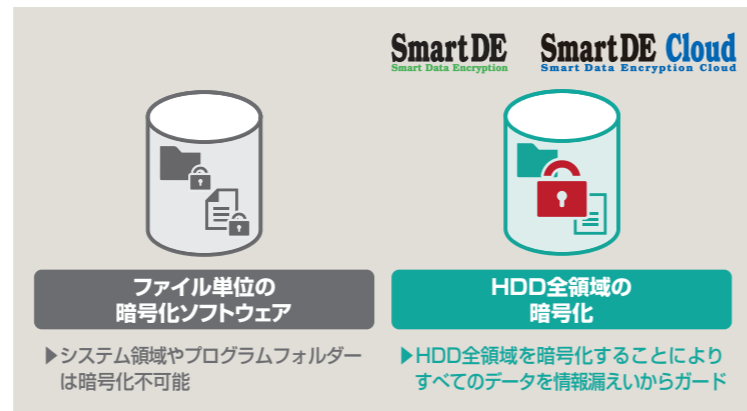 SmartDE
Smart Data Encryption
SmartDE Cloud
Smart Data Encryption Cloud
ファイル単位の
暗号化ソフトウェア
▶システム領域やプログラムフォルダー
は暗号化不可能
HDD全領域の
暗号化
▶HDD全領域を暗号化することにより
すべてのデータを情報漏えいからガード